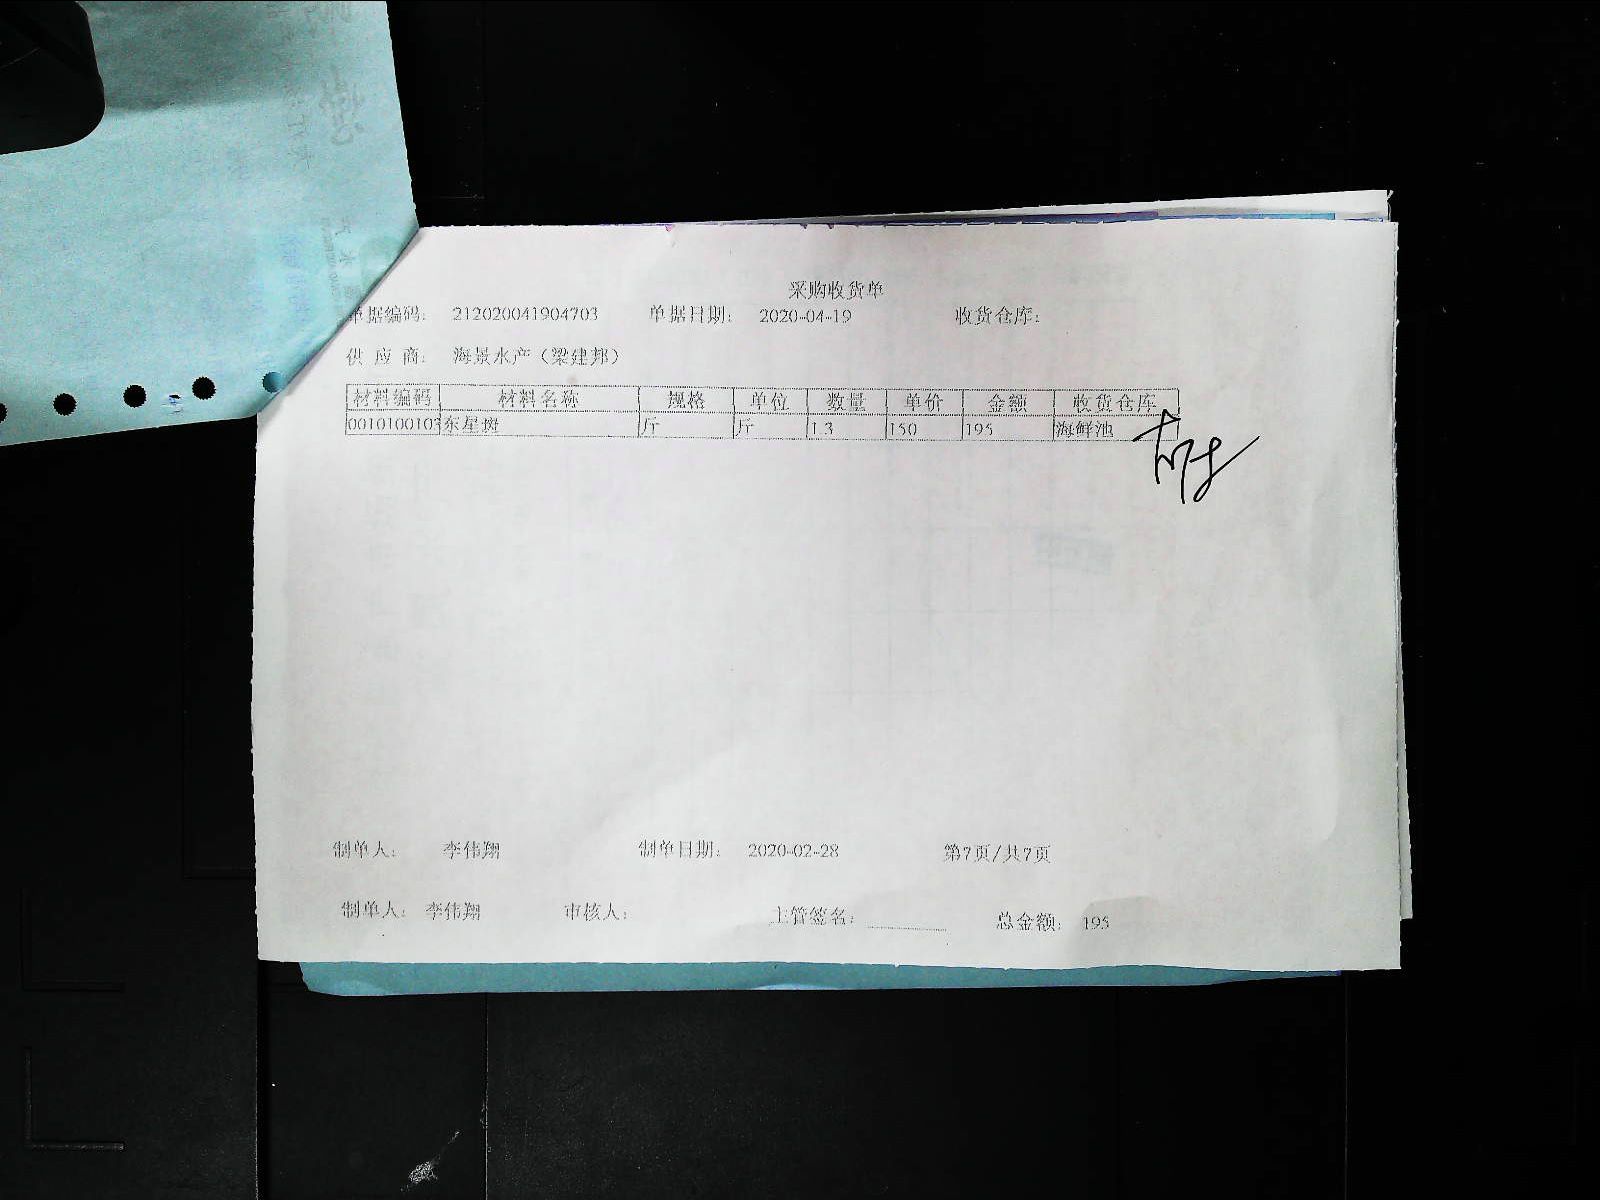 采购收货单
单据编码： 212020041904703 单据日期： 2020-04-19 收货仓库：
供 应 商： 海景水产（梁建邦）
材料编码 材料名称 规格 单位 数量 单价 金额 收货仓库
0010100103 东星斑 斤 斤 1.3 150 195 海鲜池
制单人： 李伟翔 制单日期： 2020-02-28 第7页/共7页
制单人： 李伟翔 审核人： 主管签名： 总金额： 195